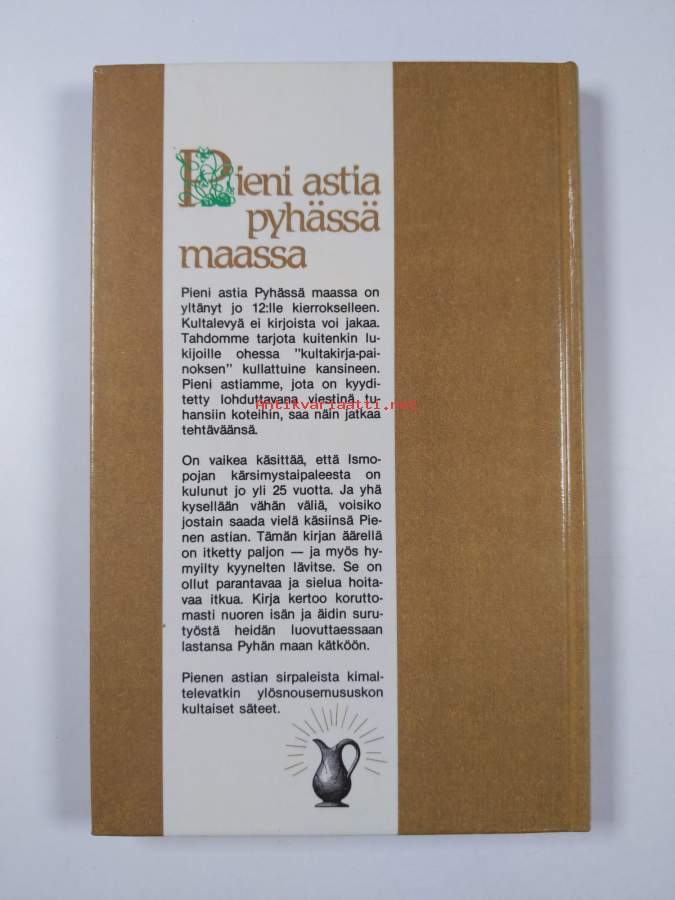 Pieni astia
pyhässä
maassa
Pieni astia Pyhässä maassa on
yltänyt jo 12:lle kierrokselleen.
Kultalevyä ei kirjoista voi jakaa.
Tahdomme tarjota kuitenkin lu-
kijoille ohessa "kultakirja-pai-
noksen" kullattuine kansineen.
Pieni astiamme, jota on kyydi-
tetty lohduttavana viestinä tu-
Antikvariaatti.net
hansiin koteihin, saa näin jatkaa
tehtäväänsä.
On vaikea käsittää, että Ismo-
pojan kärsimystaipaleesta on
kulunut jo yli 25 vuotta. Ja yhä
kysellään vähän väliä, voisiko
jostain saada vielä käsiinsä Pie-
nen astian. Tämän kirjan äärellä
on itketty paljon — ja myös hy-
myilty kyynelten lävitse. Se on
ollut parantavaa ja sielua hoita-
vaa itkua. Kirja kertoo korutto-
masti nuoren isän ja äidin suru-
työstä heidän luovuttaessaan
lastansa Pyhän maan kätköön.
Pienen astian sirpaleista kimal-
televatkin ylösnousemususkon
kultaiset säteet.